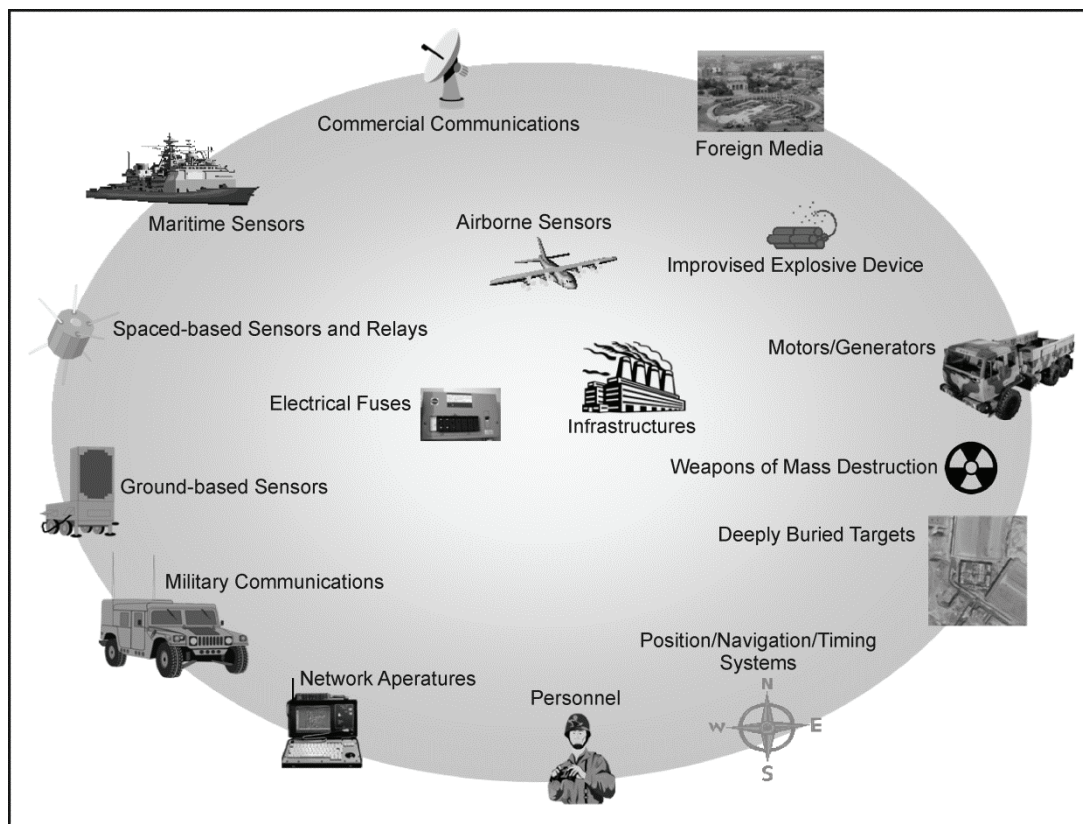 Commercial Communications
Foreign Media
Maritime Sensors
Airborne Sensors
Improvised Explosive Device
Spaced-based Sensors and Relays
Motors/Generators
Electrical Fuses
Infrastructures
Weapons of Mass Destruction
Ground-based Sensors
Deeply Buried Targets
Military Communications
Position/Navigation/Timing
Systems
Network Aperatures
Personnel
N
W E
S